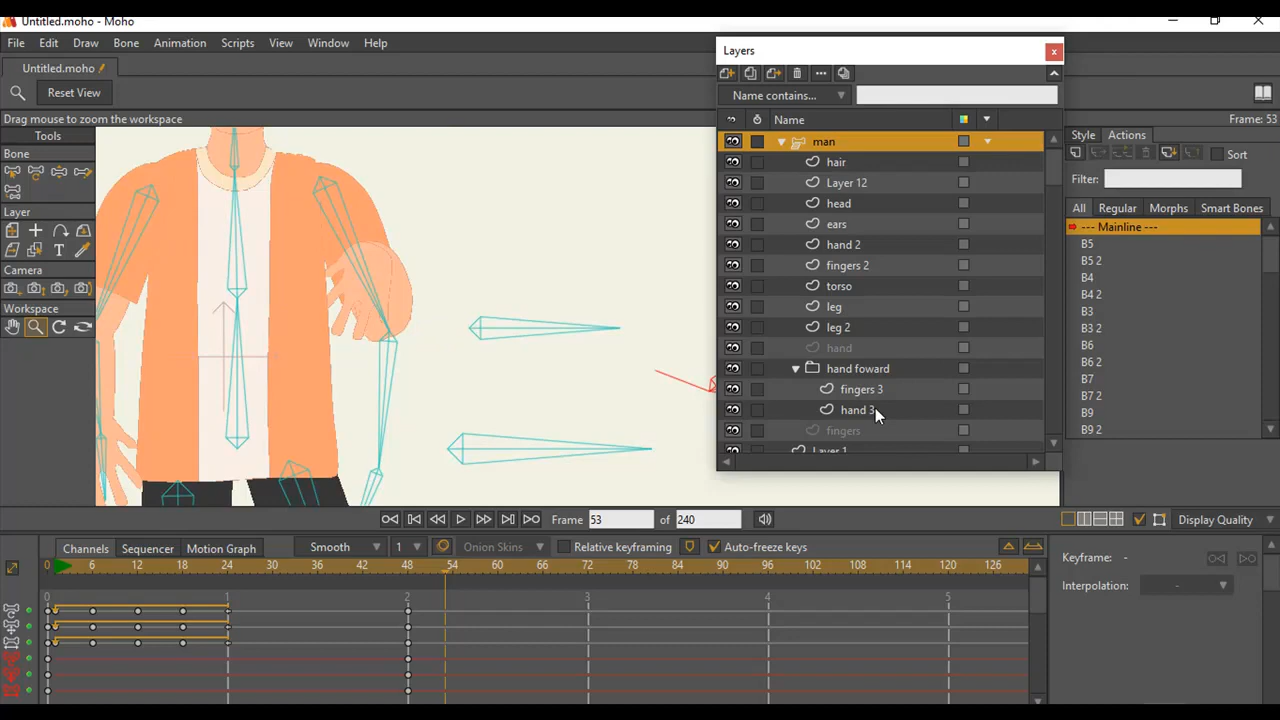 Untitled.moho - Moho
File Edit Draw Bone Animation Scripts View Window Help
Untitled.moho
Reset View
Drag mouse to zoom the workspace
Frame: 53
Tools
Bone
Layer
Camera
Workspace
Layers
Name contains...
Name
man
hair
Layer 12
head
ears
hand 2
fingers 2
torso
leg
leg 2
hand
hand foward
fingers 3
hand 3
fingers
Layer 1
Style Actions
Sort
Filter:
All Regular Morphs Smart Bones
--- Mainline ---
B5
B5 2
B4
B4 2
B3
B3 2
B6
B6 2
B7
B7 2
B9
B9 2
Frame 53 of 240
Display Quality
Channels Sequencer Motion Graph Smooth 1 Onion Skins Relative keyframing Auto-freeze keys
0 6 12 18 24 30 36 42 48 54 60 66 72 78 84 90 96 102 108 114 120 126
0 1 2 3 4 5
Keyframe: -
Interpolation: -